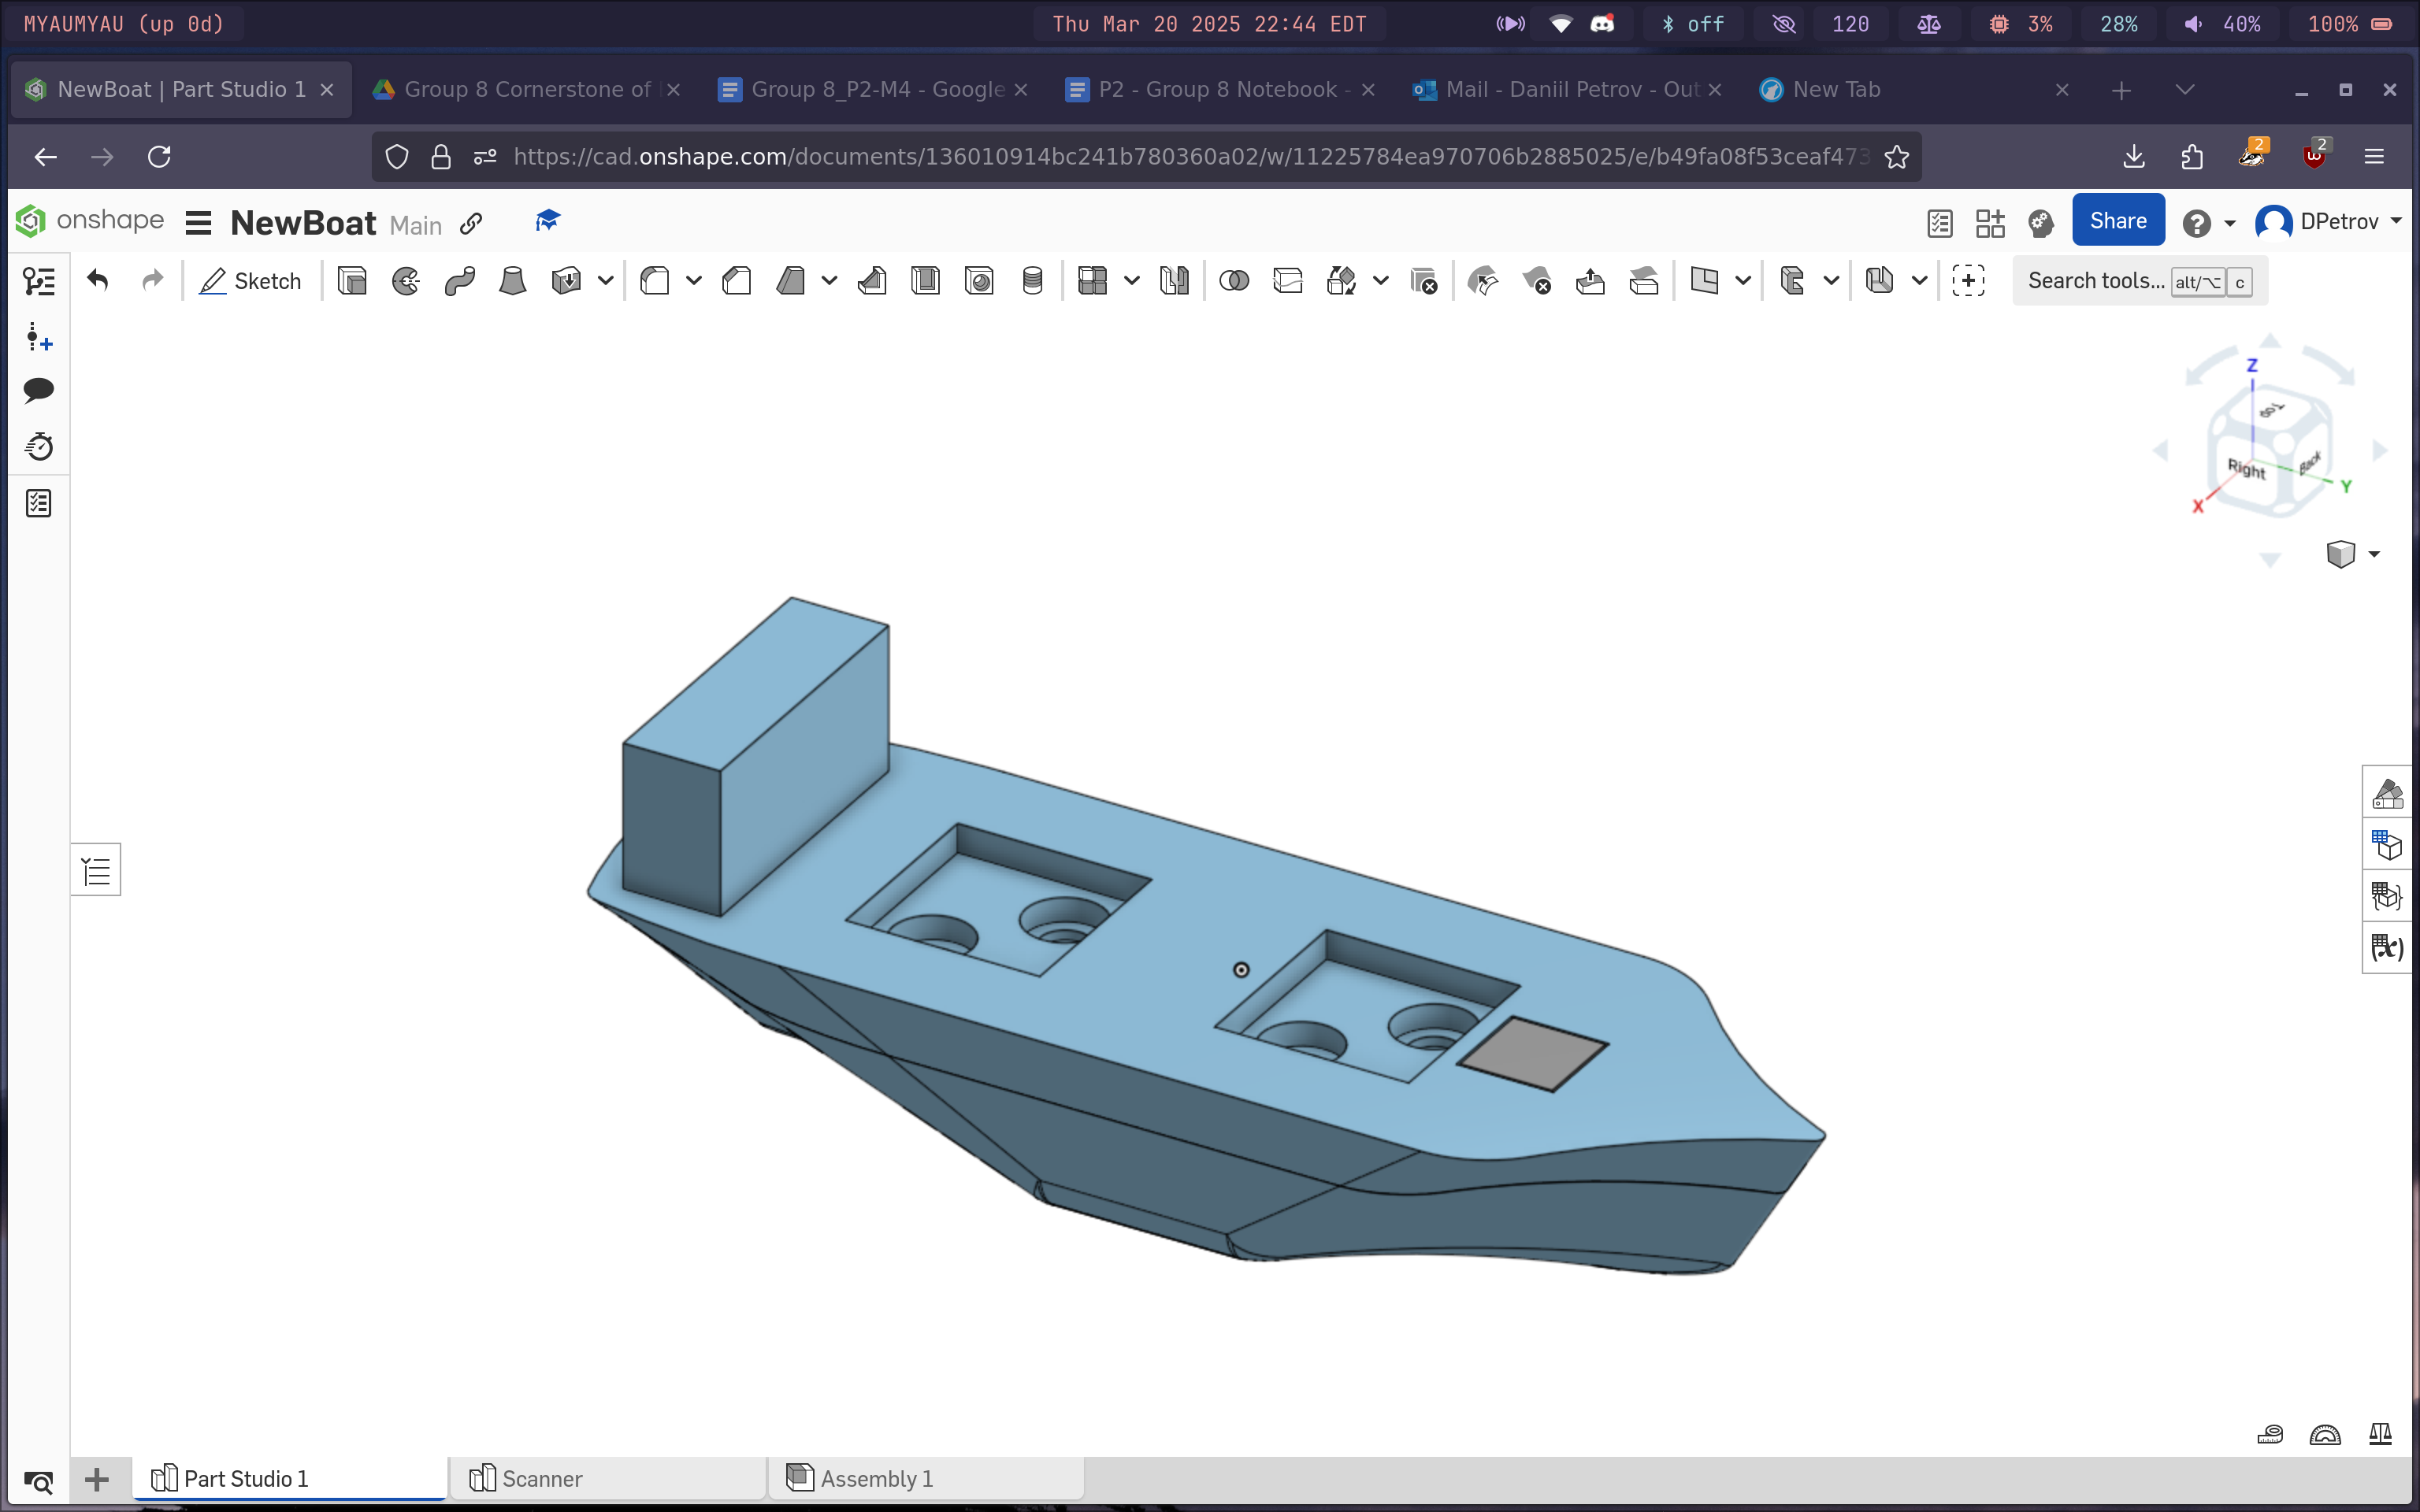 MYAUMYAU (up 0d)
Thu Mar 20 2025 22:44 EDT
off
120
3%
28%
40%
100%
NewBoat | Part Studio 1
Group 8 Cornerstone of
Group 8_P2-M4 - Google
P2 - Group 8 Notebook -
Mail - Daniil Petrov - Out
New Tab
https://cad.onshape.com/documents/136010914bc241b780360a02/w/11225784ea970706b2885025/e/b49fa08f53ceaf473
2
2
onshape
NewBoat Main
Share
DPetrov
Sketch
Search tools... alt/⌥ c
Z
Top
Right
Back
X
Y
(x)
Part Studio 1
Scanner
Assembly 1